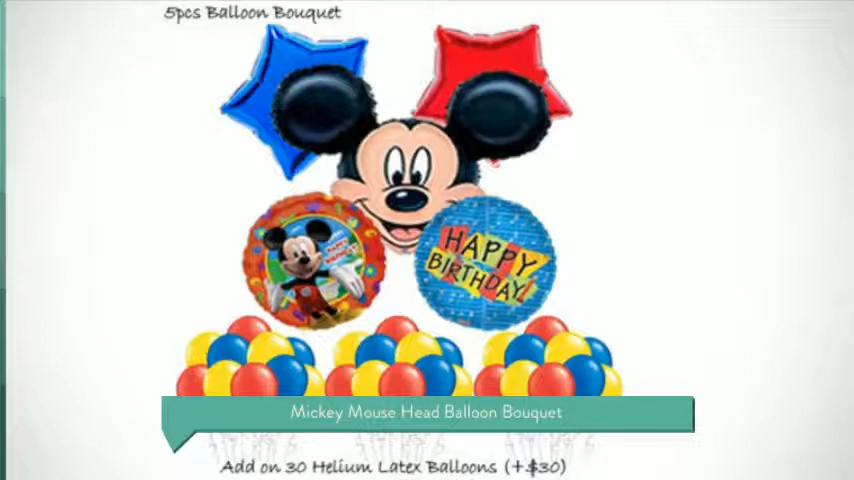 5pcs Balloon Bouquet
HAPPY
BIRTHDAY
Mickey Mouse Head Balloon Bouquet
Add on 30 Helium Latex Balloons (+$30)